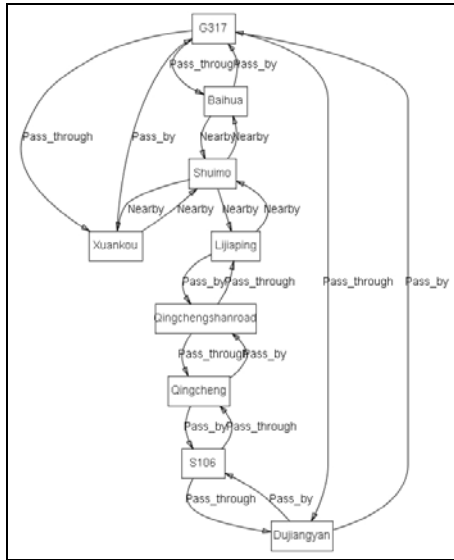 G317
Pass_through Pass_by
Baihua
Pass_through Pass_by Nearby Nearby
Shuimo
Nearby Nearby Nearby Nearby
Xuankou Lijiaping
Pass_by Pass_through Pass_through Pass_by
Qingchengshanroad
Pass_through Pass_by
Qingcheng
Pass_by Pass_through
S106
Pass_through Pass_by
Dujiangyan